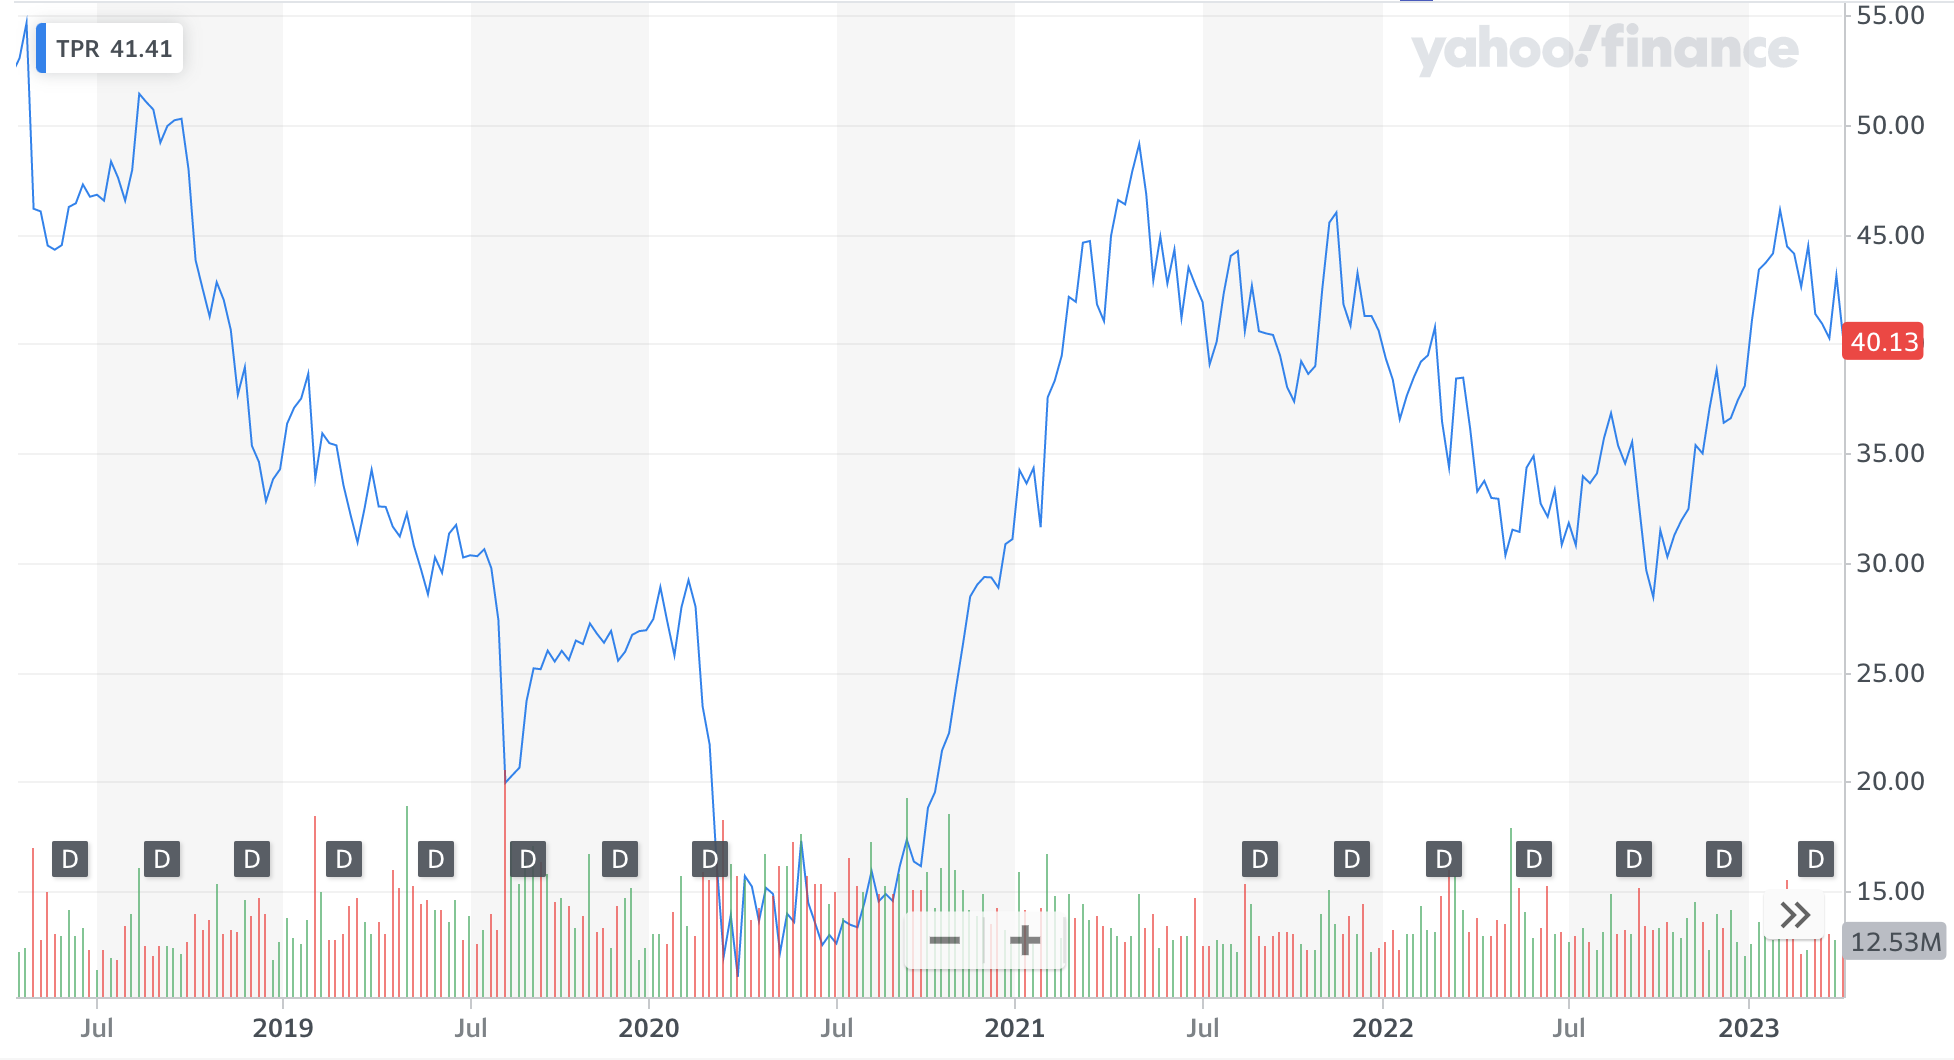 TPR 41.41
yahoo!finance
55.00
50.00
45.00
40.13
35.00
30.00
25.00
20.00
D D D D D D D D D D D D D D D
15.00
12.53M
Jul 2019 Jul 2020 Jul 2021 Jul 2022 Jul 2023